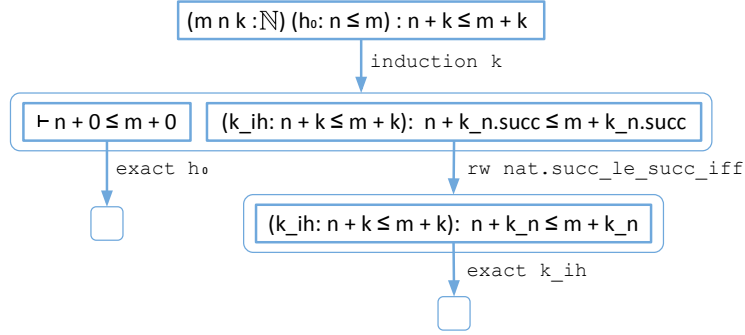 (m n k :ℕ) (h₀: n ≤ m) : n + k ≤ m + k
induction k
⊢ n + 0 ≤ m + 0
(k_ih: n + k ≤ m + k): n + k_n.succ ≤ m + k_n.succ
exact h₀
rw nat.succ_le_succ_iff
(k_ih: n + k ≤ m + k): n + k_n ≤ m + k_n
exact k_ih